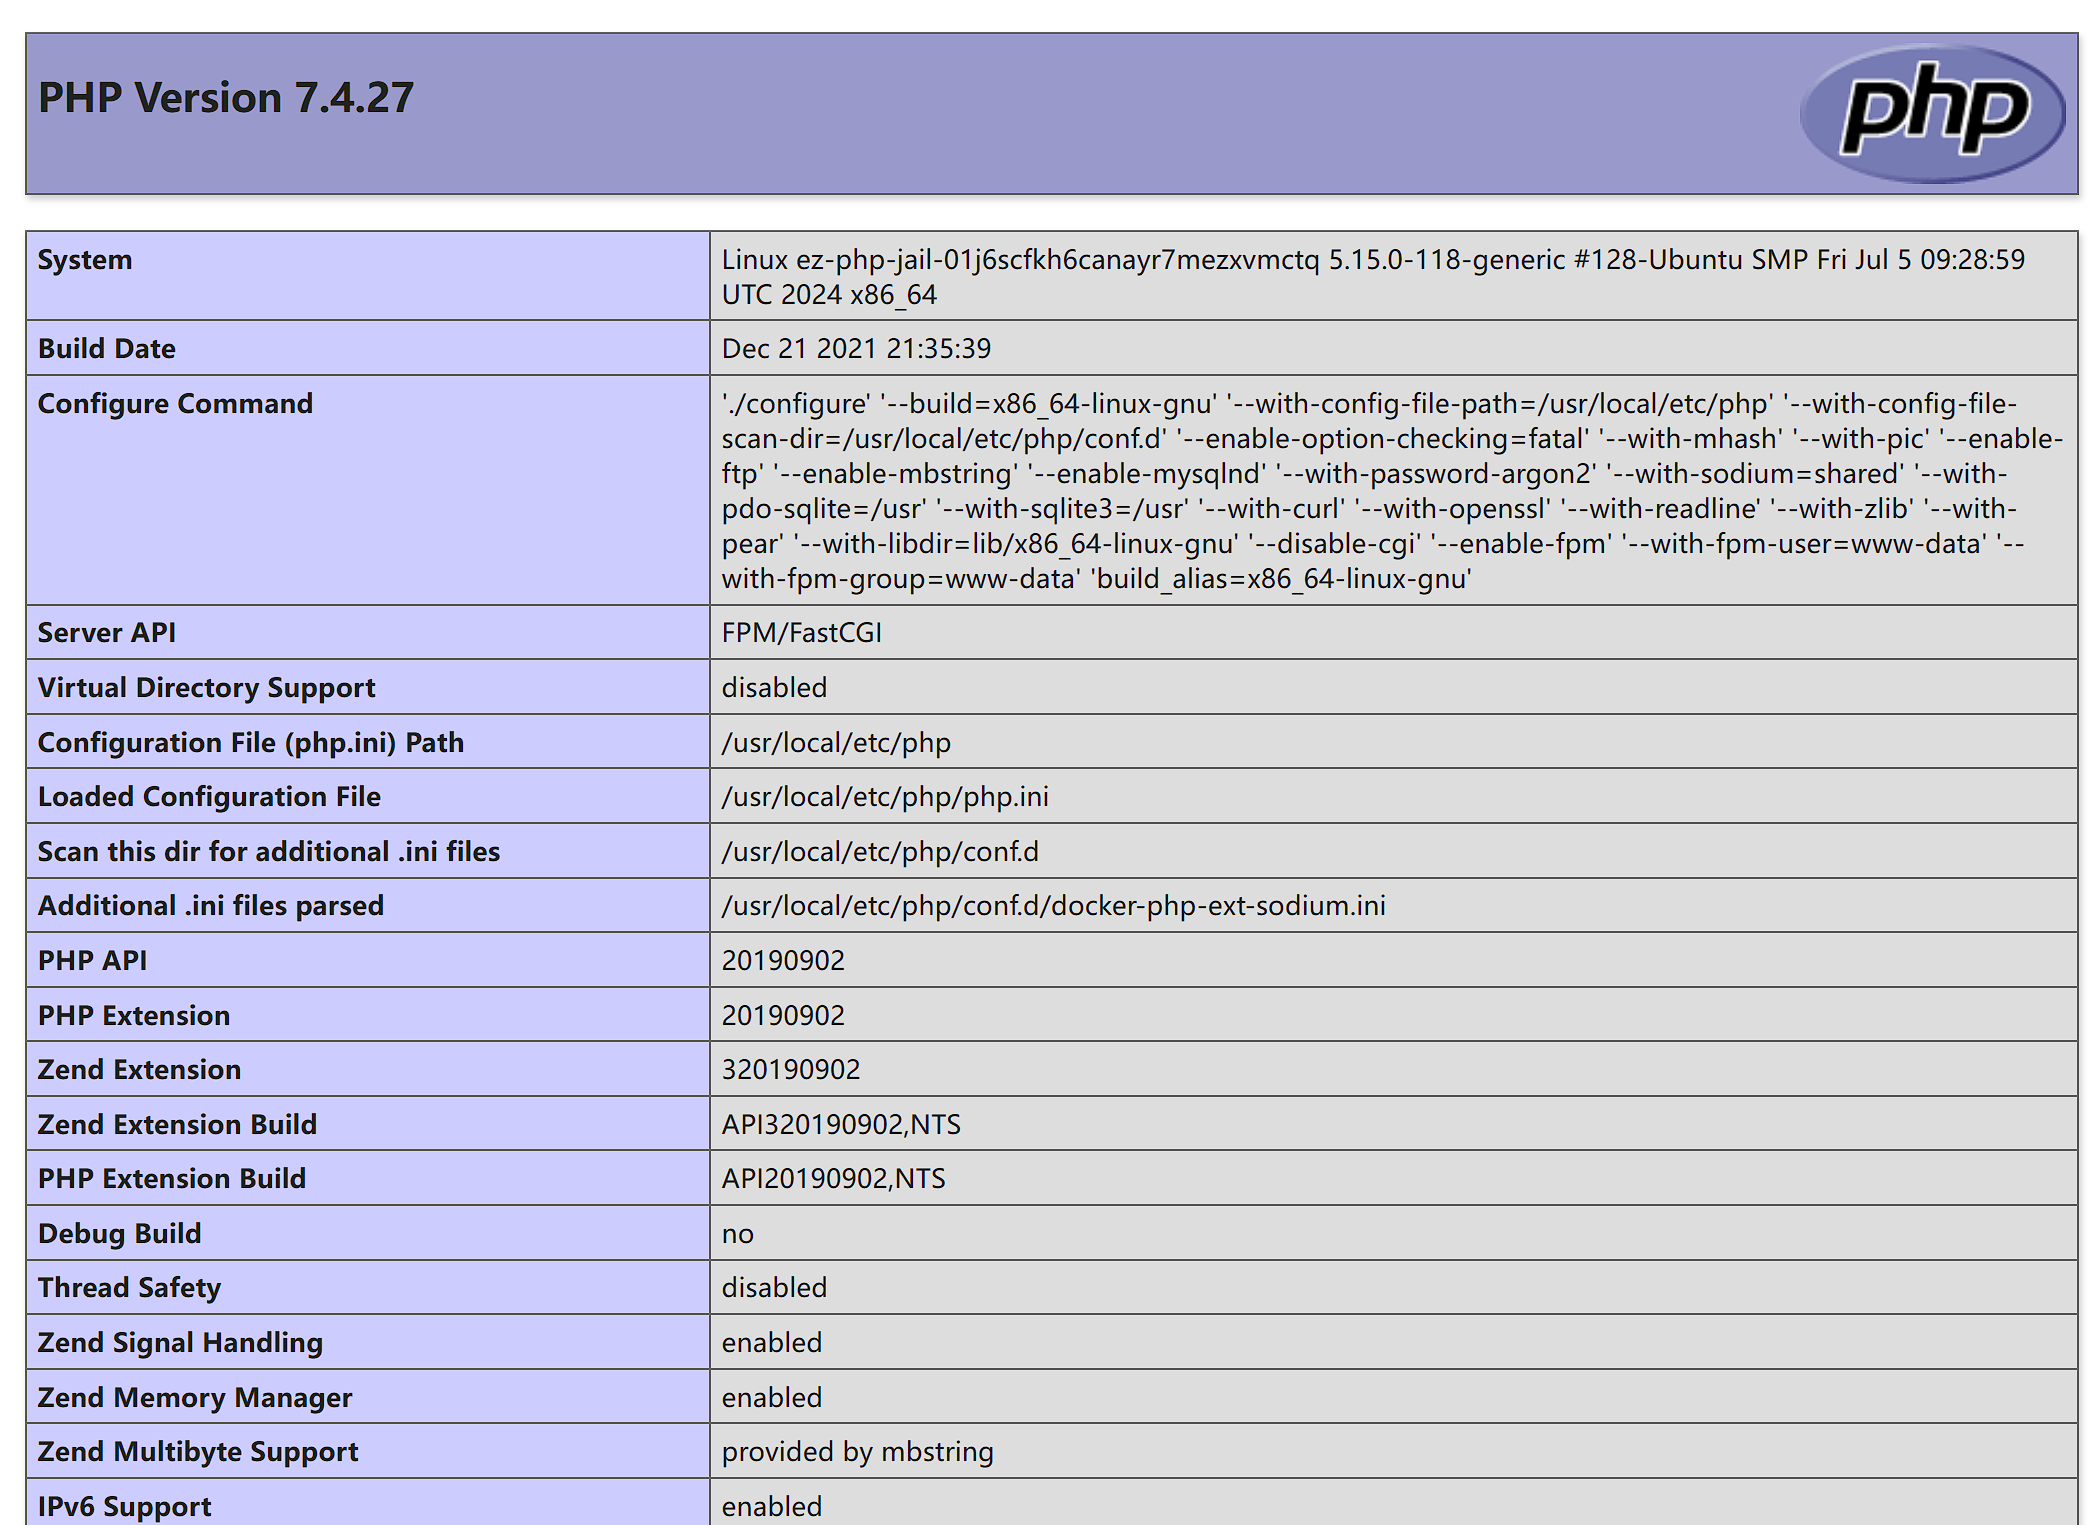 PHP Version 7.4.27
php
System
Linux ez-php-jail-01j6scfkh6canayr7mezxvmctq 5.15.0-118-generic #128-Ubuntu SMP Fri Jul 5 09:28:59
UTC 2024 x86_64
Build Date
Dec 21 2021 21:35:39
Configure Command
'./configure' '--build=x86_64-linux-gnu' '--with-config-file-path=/usr/local/etc/php' '--with-config-file-
scan-dir=/usr/local/etc/php/conf.d' '--enable-option-checking=fatal' '--with-mhash' '--with-pic' '--enable-
ftp' '--enable-mbstring' '--enable-mysqlnd' '--with-password-argon2' '--with-sodium=shared' '--with-
pdo-sqlite=/usr' '--with-sqlite3=/usr' '--with-curl' '--with-openssl' '--with-readline' '--with-zlib' '--with-
pear' '--with-libdir=lib/x86_64-linux-gnu' '--disable-cgi' '--enable-fpm' '--with-fpm-user=www-data' '--
with-fpm-group=www-data' 'build_alias=x86_64-linux-gnu'
Server API
FPM/FastCGI
Virtual Directory Support
disabled
Configuration File (php.ini) Path
/usr/local/etc/php
Loaded Configuration File
/usr/local/etc/php/php.ini
Scan this dir for additional .ini files
/usr/local/etc/php/conf.d
Additional .ini files parsed
/usr/local/etc/php/conf.d/docker-php-ext-sodium.ini
PHP API
20190902
PHP Extension
20190902
Zend Extension
320190902
Zend Extension Build
API320190902,NTS
PHP Extension Build
API20190902,NTS
Debug Build
no
Thread Safety
disabled
Zend Signal Handling
enabled
Zend Memory Manager
enabled
Zend Multibyte Support
provided by mbstring
IPv6 Support
enabled